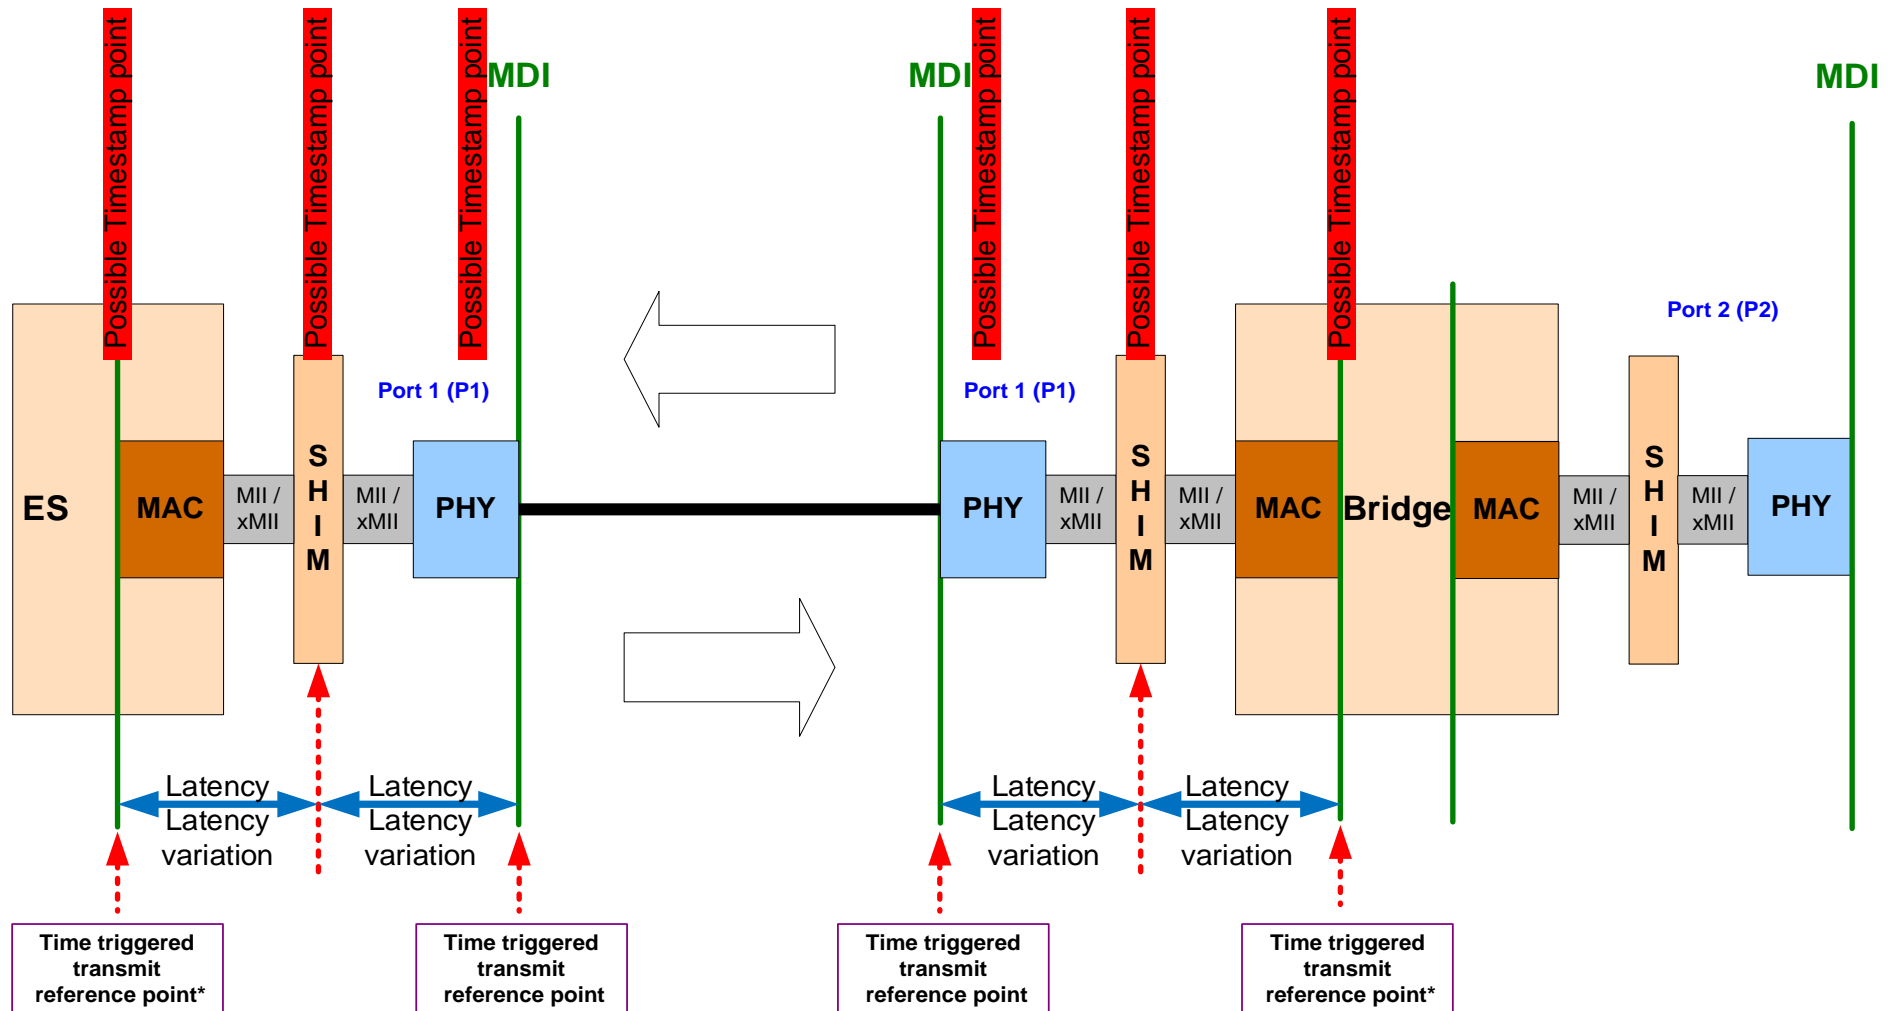 Possible Timestamp point
Possible Timestamp point
Possible Timestamp point
MDI
MDI
Possible Timestamp point
Possible Timestamp point
Possible Timestamp point
MDI
Port 2 (P2)
Port 1 (P1)
Port 1 (P1)
ES
MAC
MII /
xMII
S
H
I
M
MII /
xMII
PHY
PHY
MII /
xMII
S
H
I
M
MII /
xMII
MAC
Bridge
MAC
MII /
xMII
S
H
I
M
MII /
xMII
PHY
Latency
Latency
variation
Latency
Latency
variation
Latency
Latency
variation
Latency
Latency
variation
Time triggered
transmit
reference point*
Time triggered
transmit
reference point
Time triggered
transmit
reference point
Time triggered
transmit
reference point*